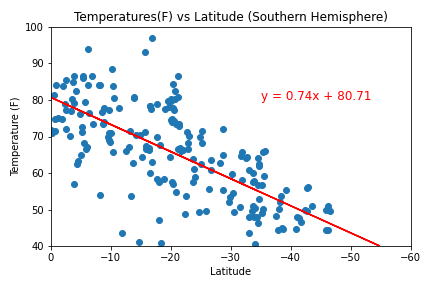 Temperatures(F) vs Latitude (Southern Hemisphere)
100
90
80
70
60
50
40
Temperature (F)
y = 0.74x + 80.71
0 −10 −20 −30 −40 −50 −60
Latitude